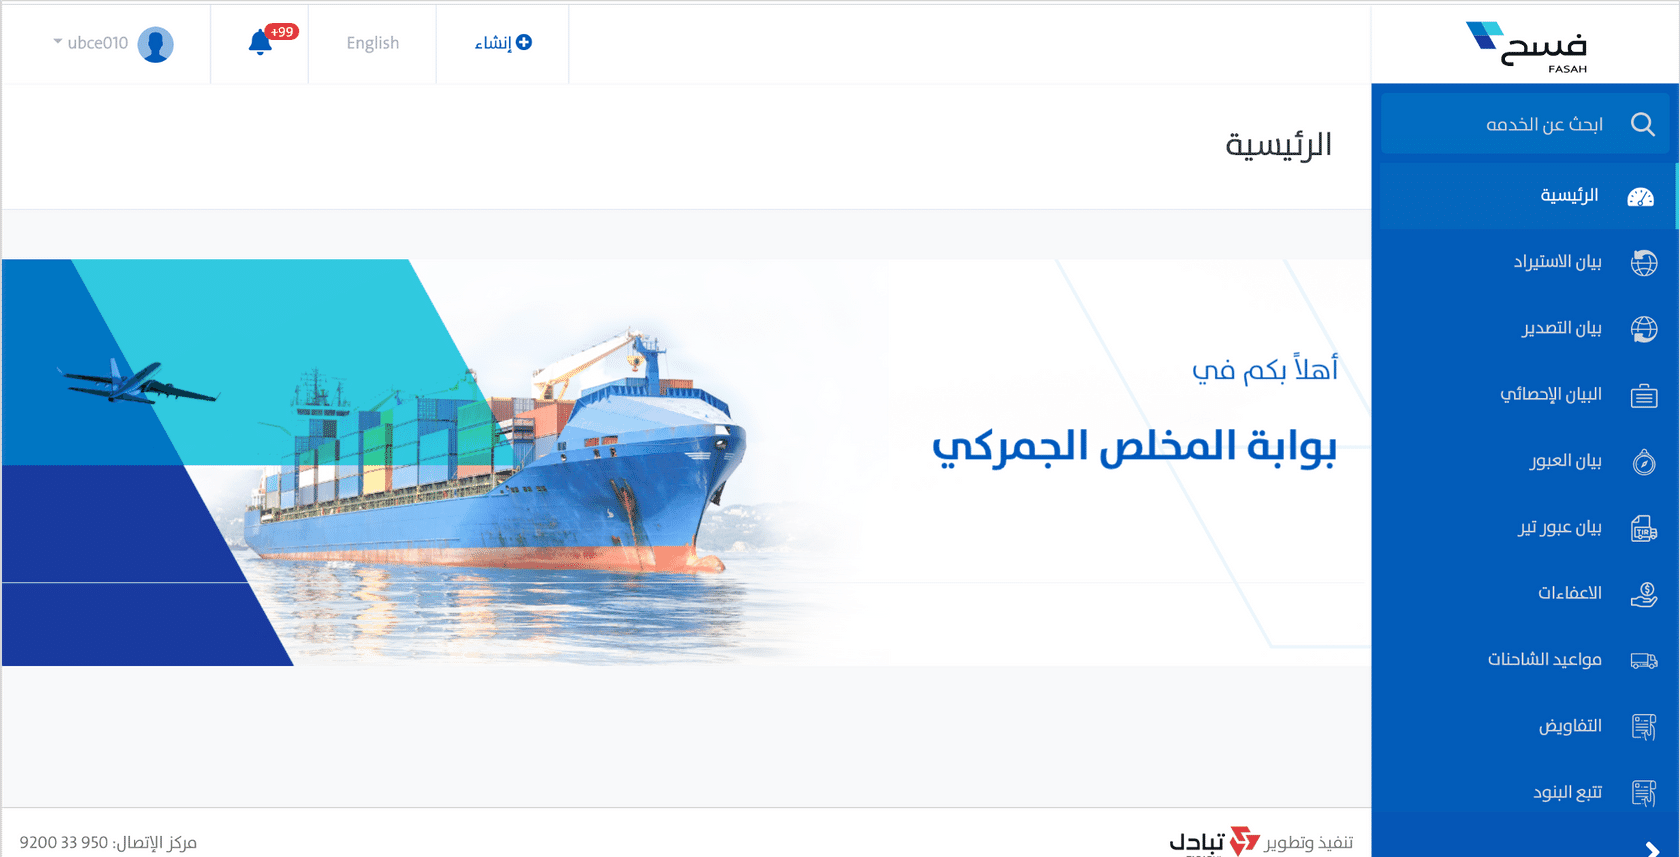 فسح
FASAH
إنشاء
English
+99
ubce010
ابحث عن الخدمه
الرئيسية
بيان الاستيراد
بيان التصدير
البيان الإحصائي
بيان العبور
بيان عبور تير
الاعفاءات
مواعيد الشاحنات
التفاويض
تتبع البنود
الرئيسية
أهلاً بكم في
بوابة المخلص الجمركي
تنفيذ وتطوير تبادل
مركز الإتصال: 950 33 9200